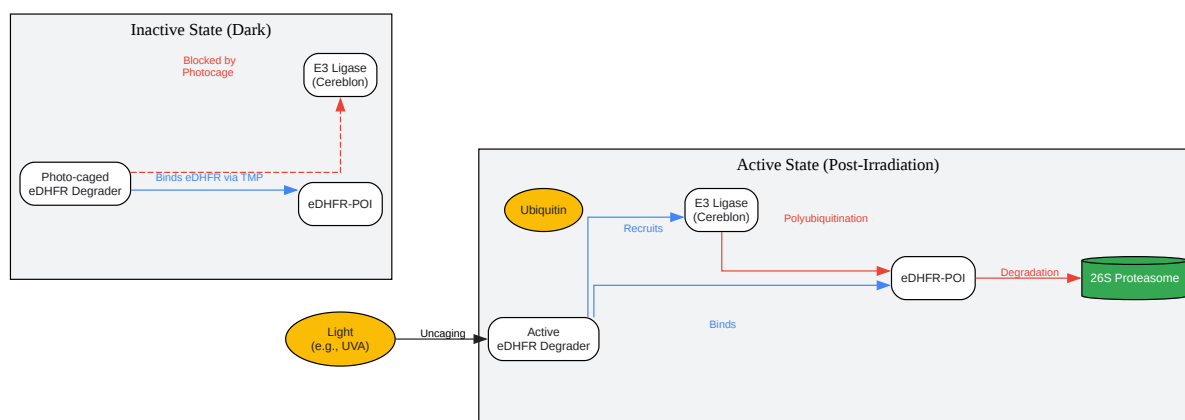 Inactive State (Dark)
Blocked by
Photocage
E3 Ligase
(Cereblon)
Photo-caged
eDHFR Degrader
Binds eDHFR via TMP
eDHFR-POI
Active State (Post-Irradiation)
Ubiquitin
E3 Ligase
(Cereblon)
Recruits
Polyubiquitination
eDHFR-POI
Degradation
26S Proteasome
Light
(e.g., UVA)
Uncaging
Active
eDHFR Degrader
Binds